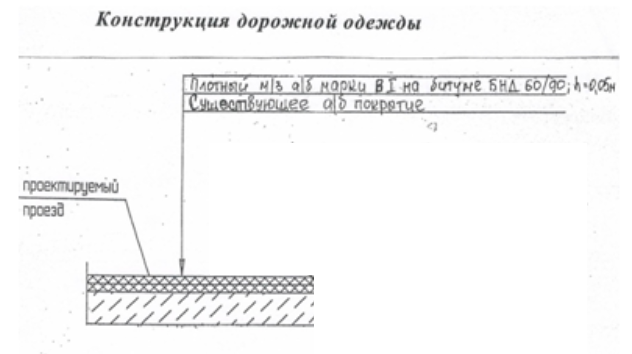 Конструкция дорожной одежды
Плотный м/з а/б марки В I на битуме БНД 60/90; h=0,05м
Существующее а/б покрытие
проектируемый
проезд